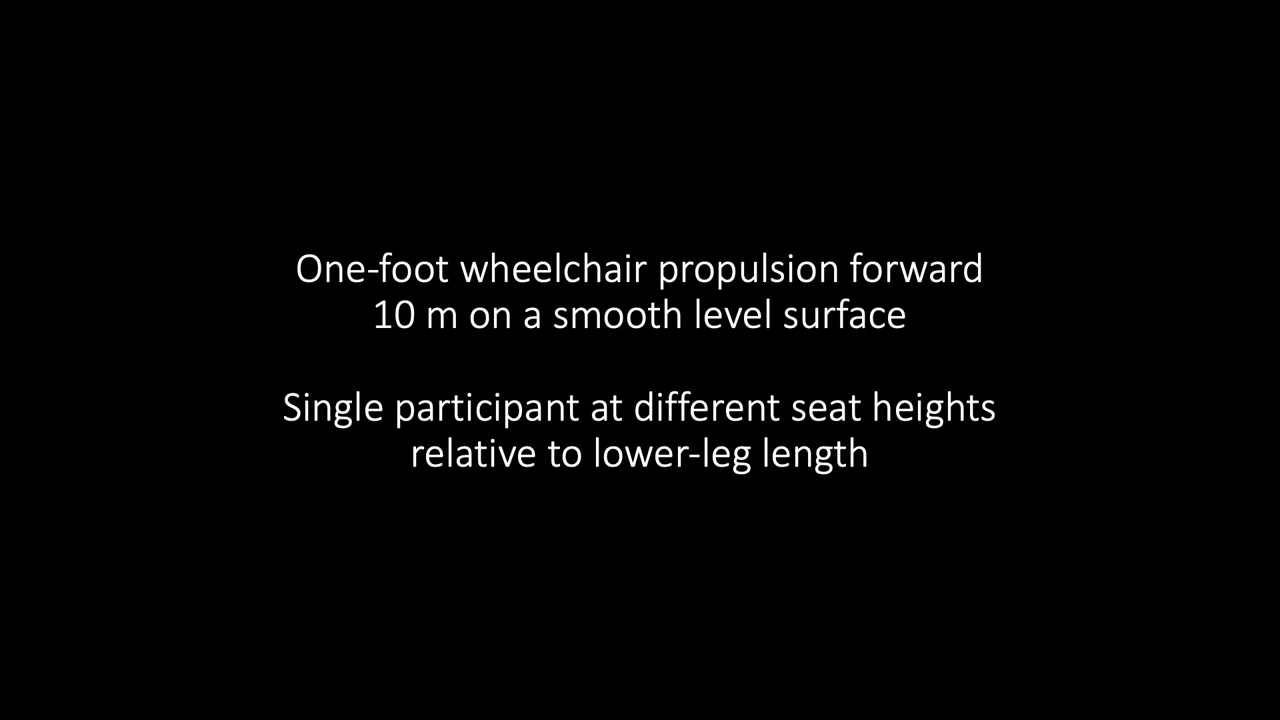 One-foot wheelchair propulsion forward
10 m on a smooth level surface
Single participant at different seat heights
relative to lower-leg length